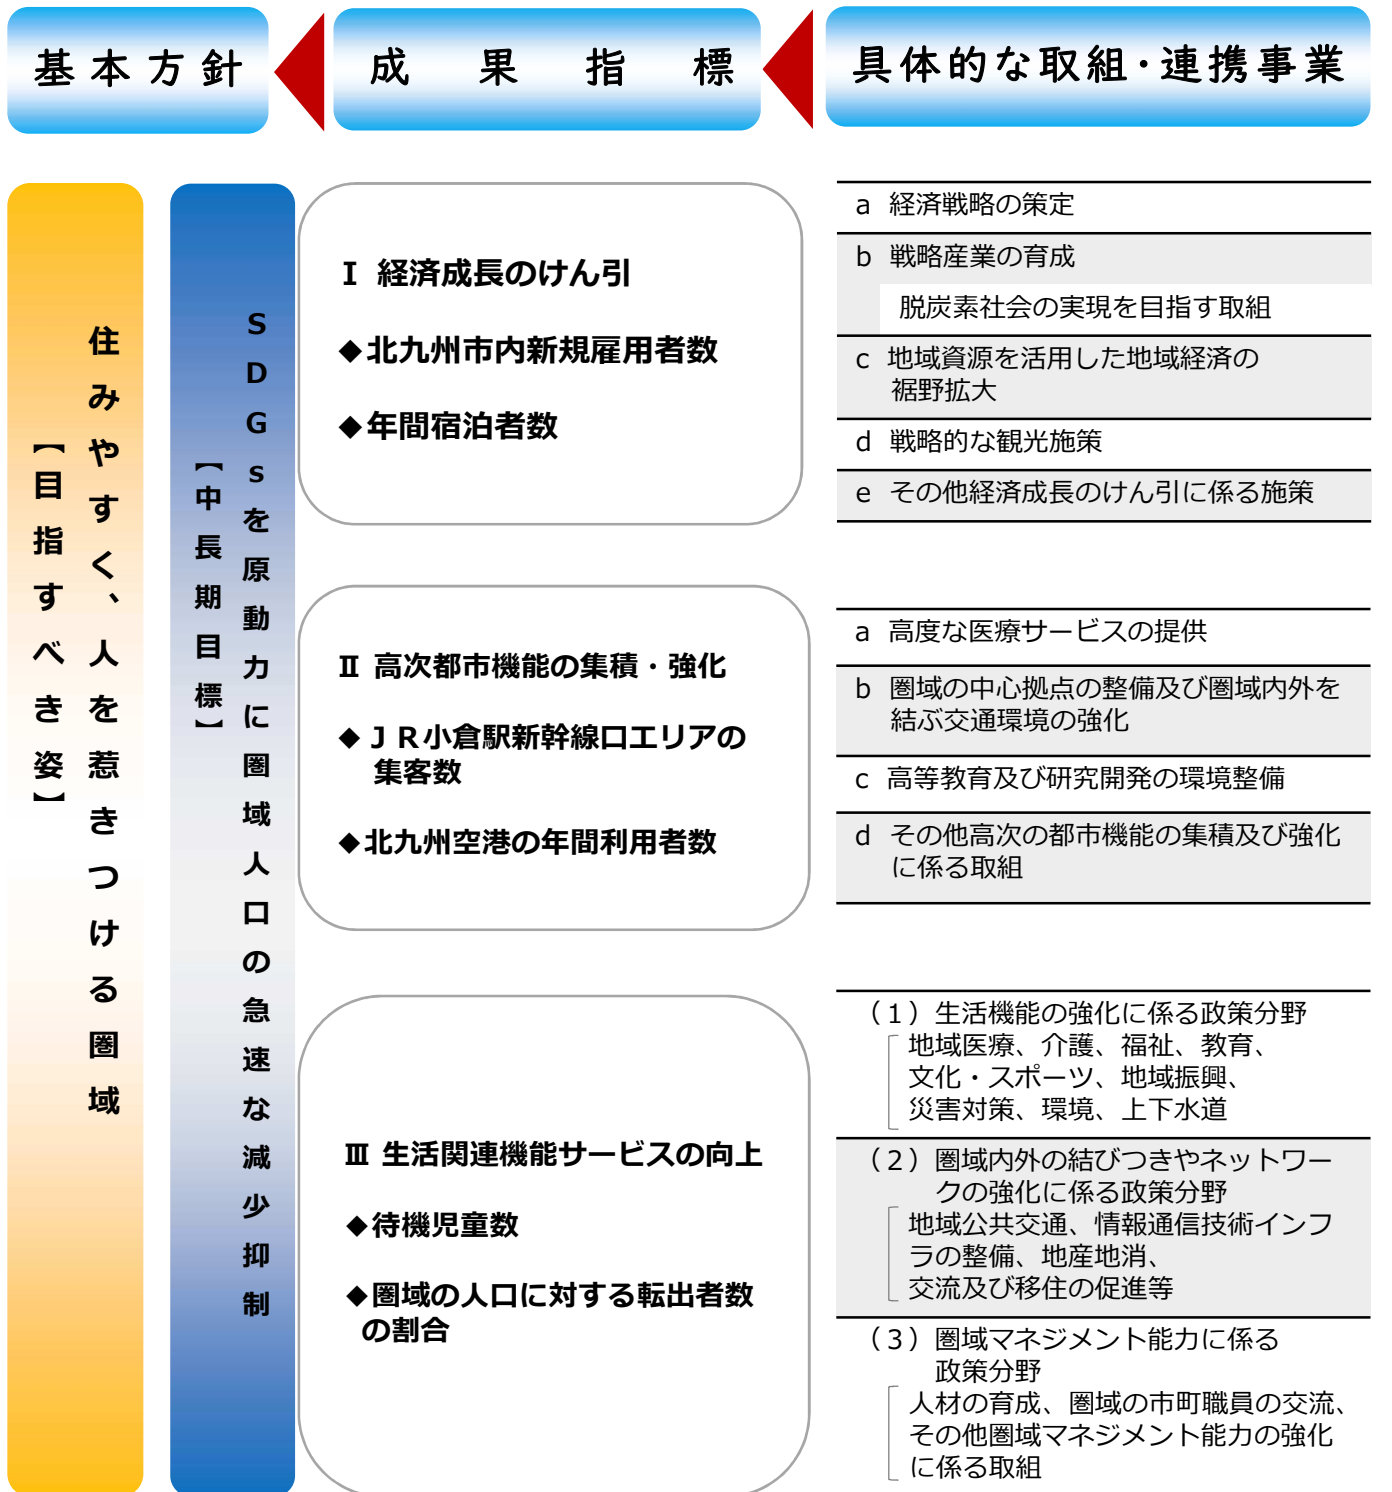 基本方針
成果指標
具体的な取組・連携事業
住みやすく、人を惹きつける圏域
【目指すべき姿】
SDGsを原動力に圏域人口の急速な減少抑制
【中長期目標】
Ⅰ 経済成長のけん引
◆北九州市内新規雇用者数
◆年間宿泊者数
a 経済戦略の策定
b 戦略産業の育成
脱炭素社会の実現を目指す取組
c 地域資源を活用した地域経済の
裾野拡大
d 戦略的な観光施策
e その他経済成長のけん引に係る施策
Ⅱ 高次都市機能の集積・強化
◆ＪＲ小倉駅新幹線口エリアの
集客数
◆北九州空港の年間利用者数
a 高度な医療サービスの提供
b 圏域の中心拠点の整備及び圏域内外を
結ぶ交通環境の強化
c 高等教育及び研究開発の環境整備
d その他高次の都市機能の集積及び強化
に係る取組
Ⅲ 生活関連機能サービスの向上
◆待機児童数
◆圏域の人口に対する転出者数
の割合
（１）生活機能の強化に係る政策分野
地域医療、介護、福祉、教育、
文化・スポーツ、地域振興、
災害対策、環境、上下水道
（２）圏域内外の結びつきやネットワー
クの強化に係る政策分野
地域公共交通、情報通信技術インフ
ラの整備、地産地消、
交流及び移住の促進等
（３）圏域マネジメント能力に係る
政策分野
人材の育成、圏域の市町職員の交流、
その他圏域マネジメント能力の強化
に係る取組